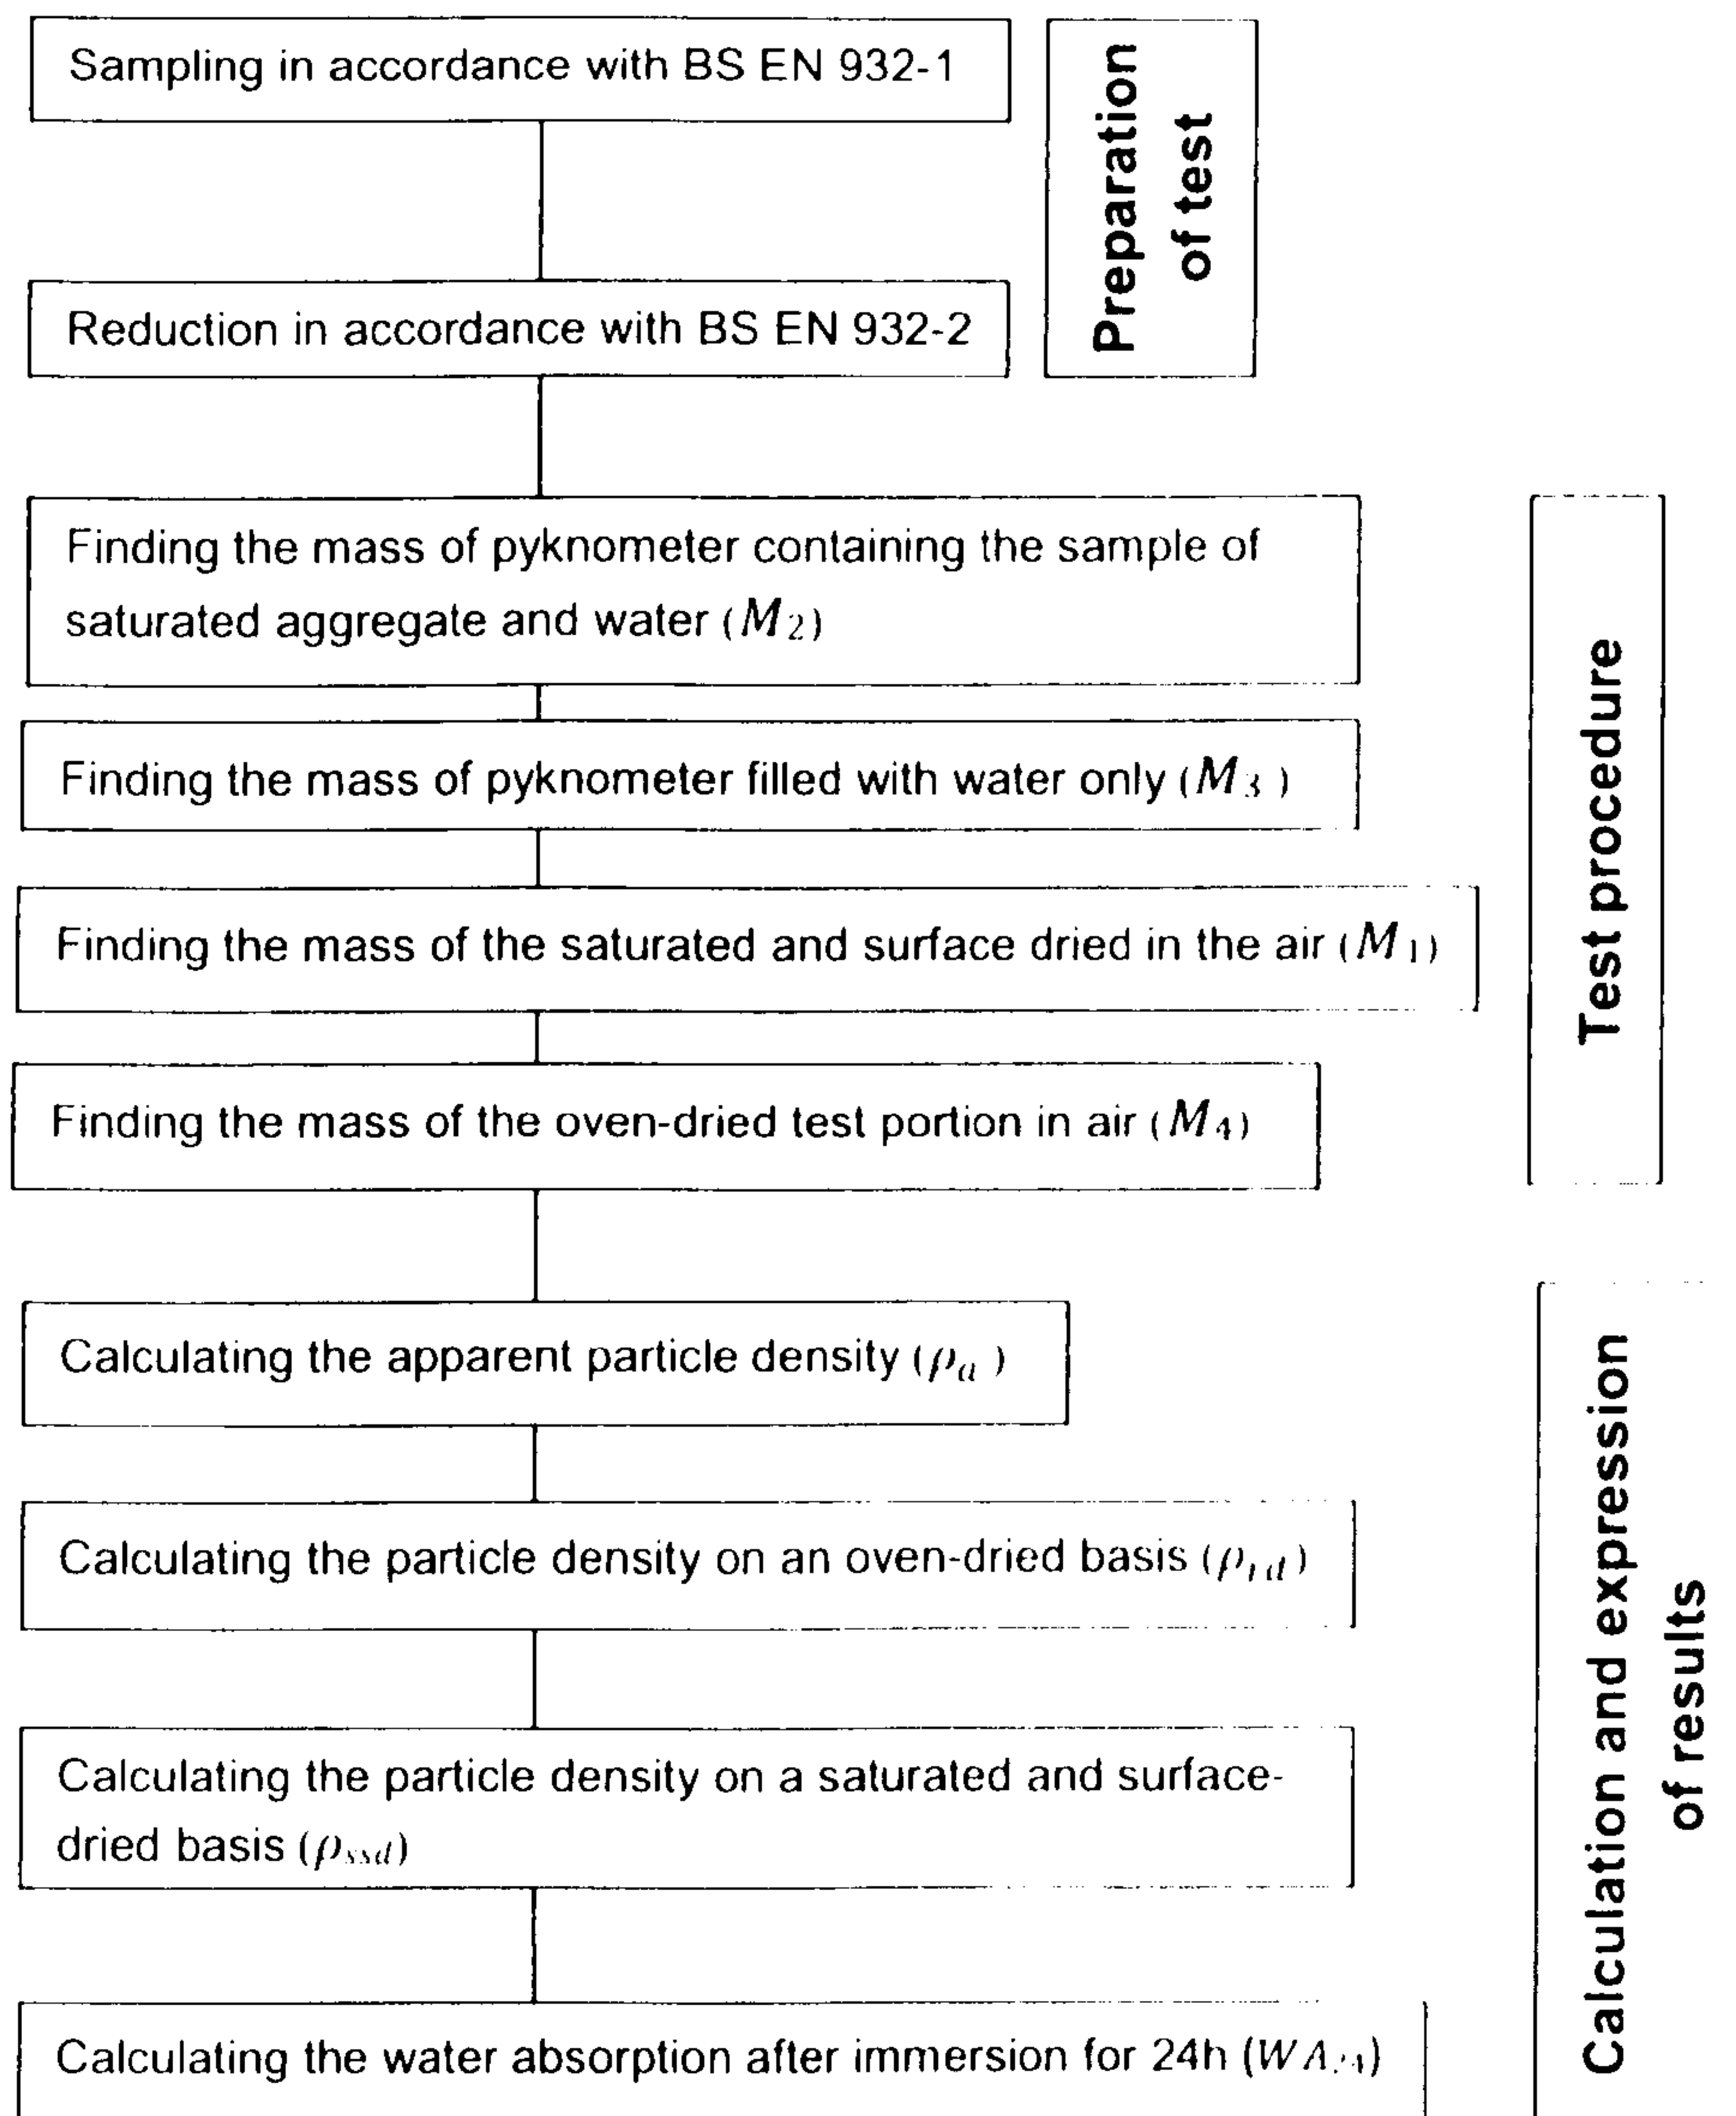 Sampling in accordance with BS EN 932-1
Reduction in accordance with BS EN 932-2
Preparation
of test
Finding the mass of pyknometer containing the sample of
saturated aggregate and water (M2)
Finding the mass of pyknometer filled with water only (M3)
Finding the mass of the saturated and surface dried in the air (M1)
Finding the mass of the oven-dried test portion in air (M4)
Test procedure
Calculating the apparent particle density (ρa)
Calculating the particle density on an oven-dried basis (ρrd)
Calculating the particle density on a saturated and surface-
dried basis (ρssd)
Calculating the water absorption after immersion for 24h (WA24)
Calculation and expression
of results